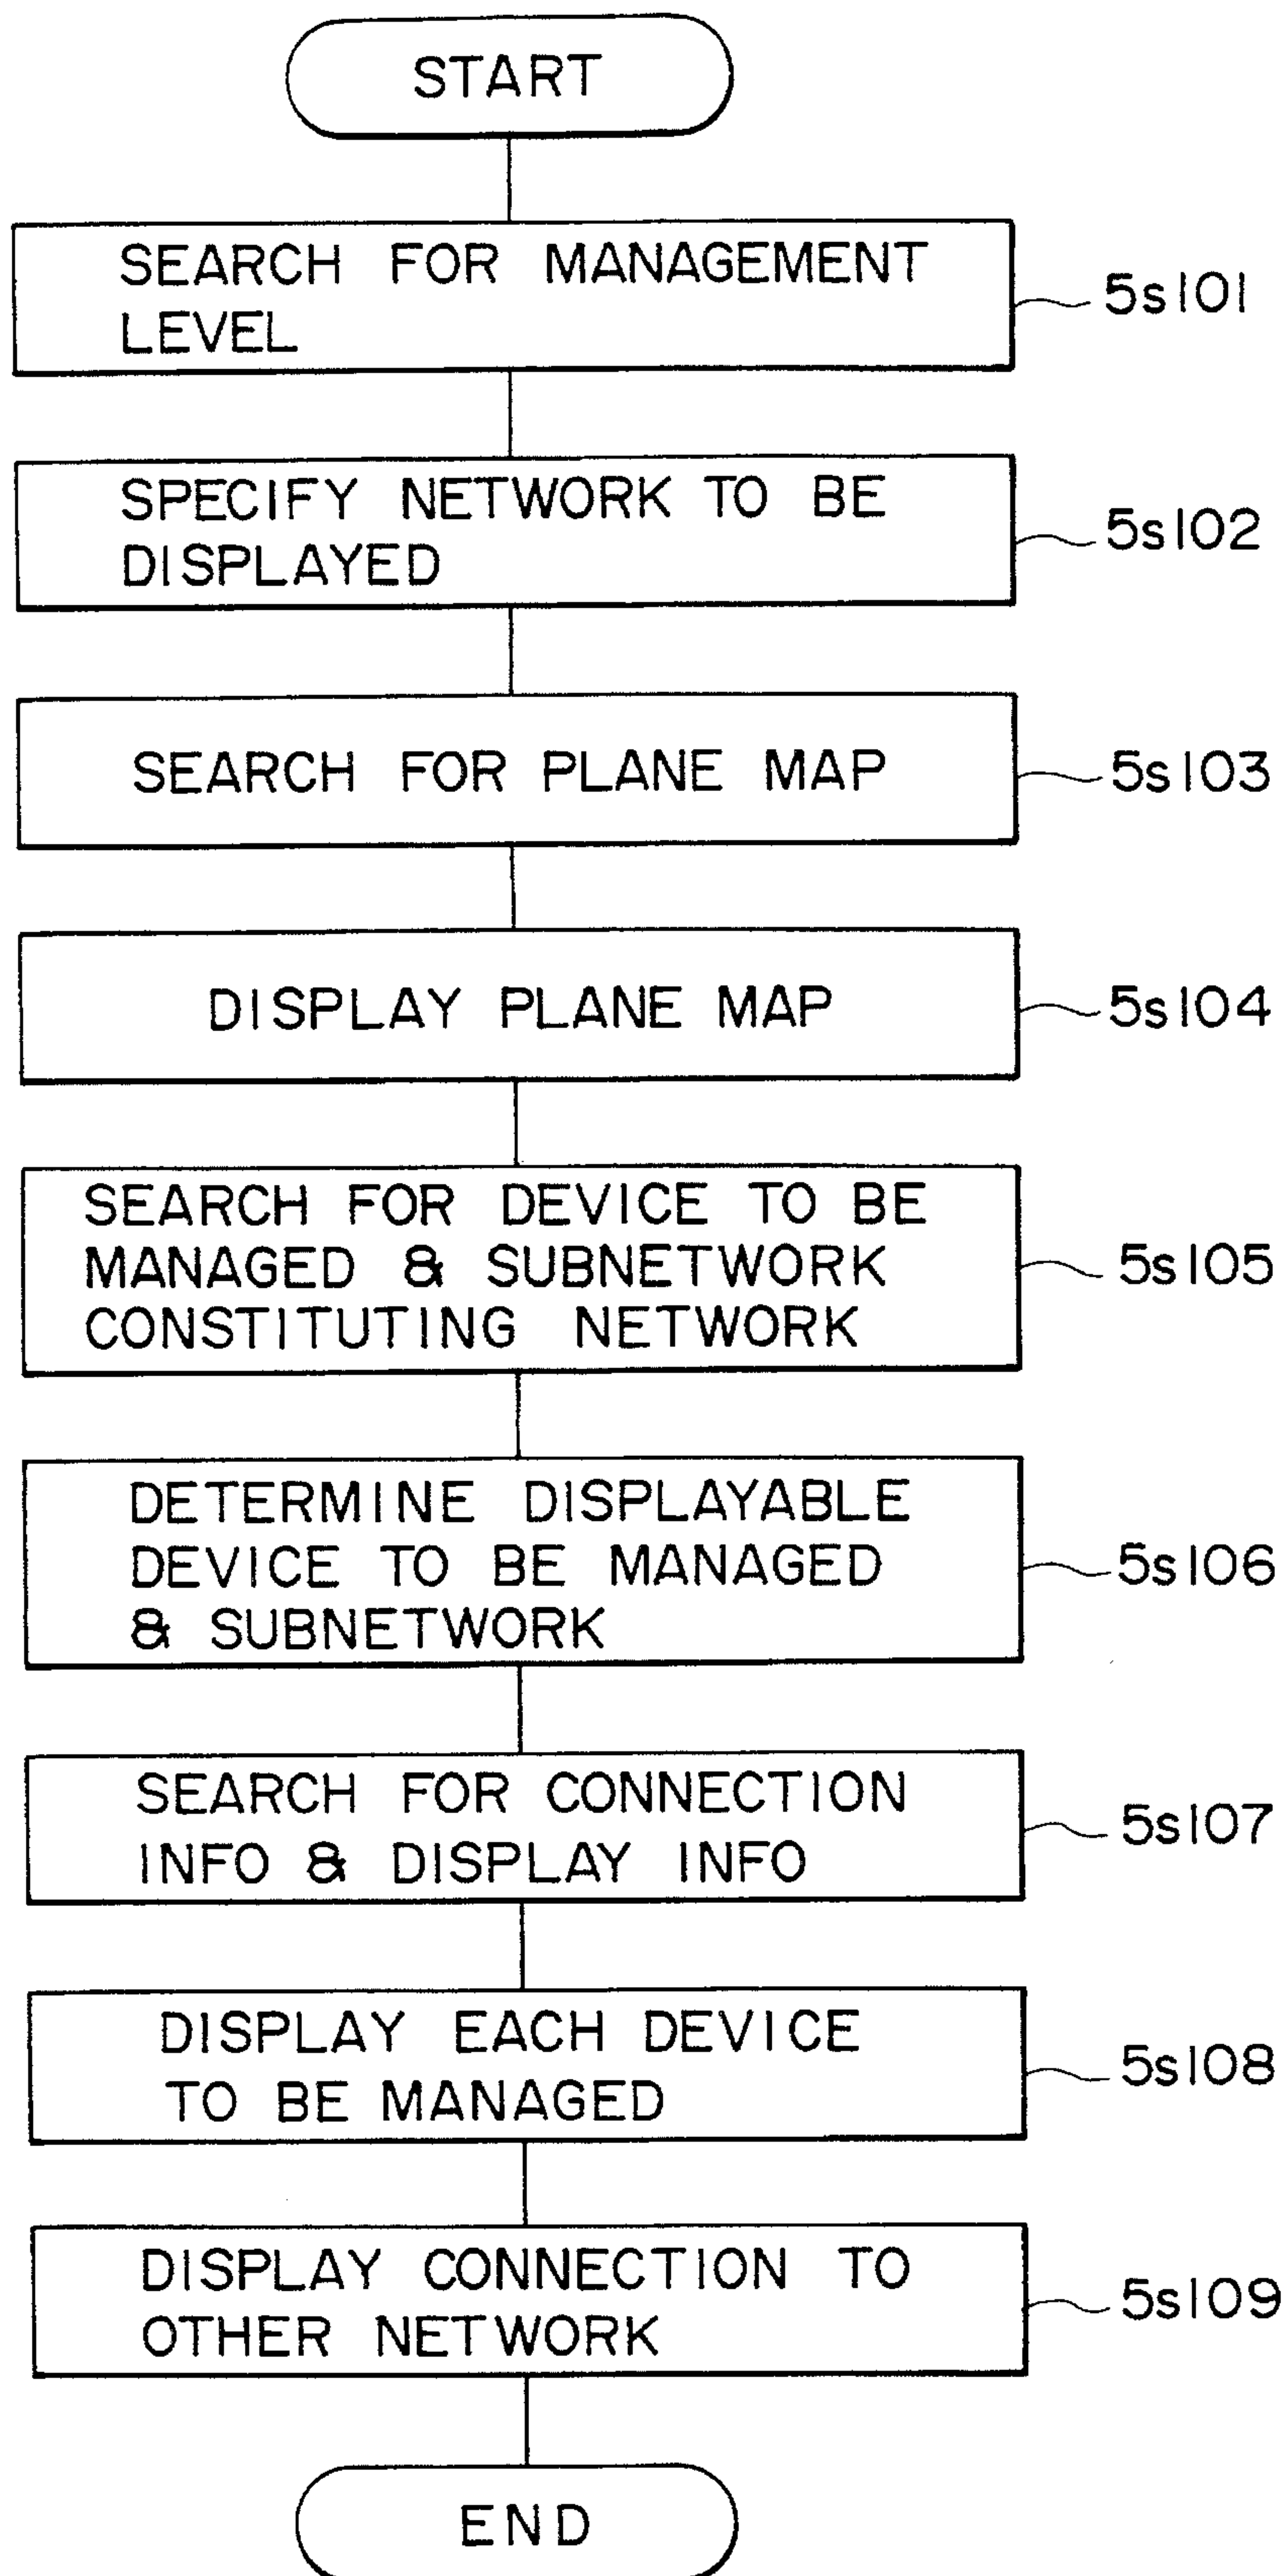 START
SEARCH FOR MANAGEMENT
LEVEL
5s101
SPECIFY NETWORK TO BE
DISPLAYED
5s102
SEARCH FOR PLANE MAP
5s103
DISPLAY PLANE MAP
5s104
SEARCH FOR DEVICE TO BE
MANAGED & SUBNETWORK
CONSTITUTING NETWORK
5s105
DETERMINE DISPLAYABLE
DEVICE TO BE MANAGED
& SUBNETWORK
5s106
SEARCH FOR CONNECTION
INFO & DISPLAY INFO
5s107
DISPLAY EACH DEVICE
TO BE MANAGED
5s108
DISPLAY CONNECTION TO
OTHER NETWORK
5s109
END